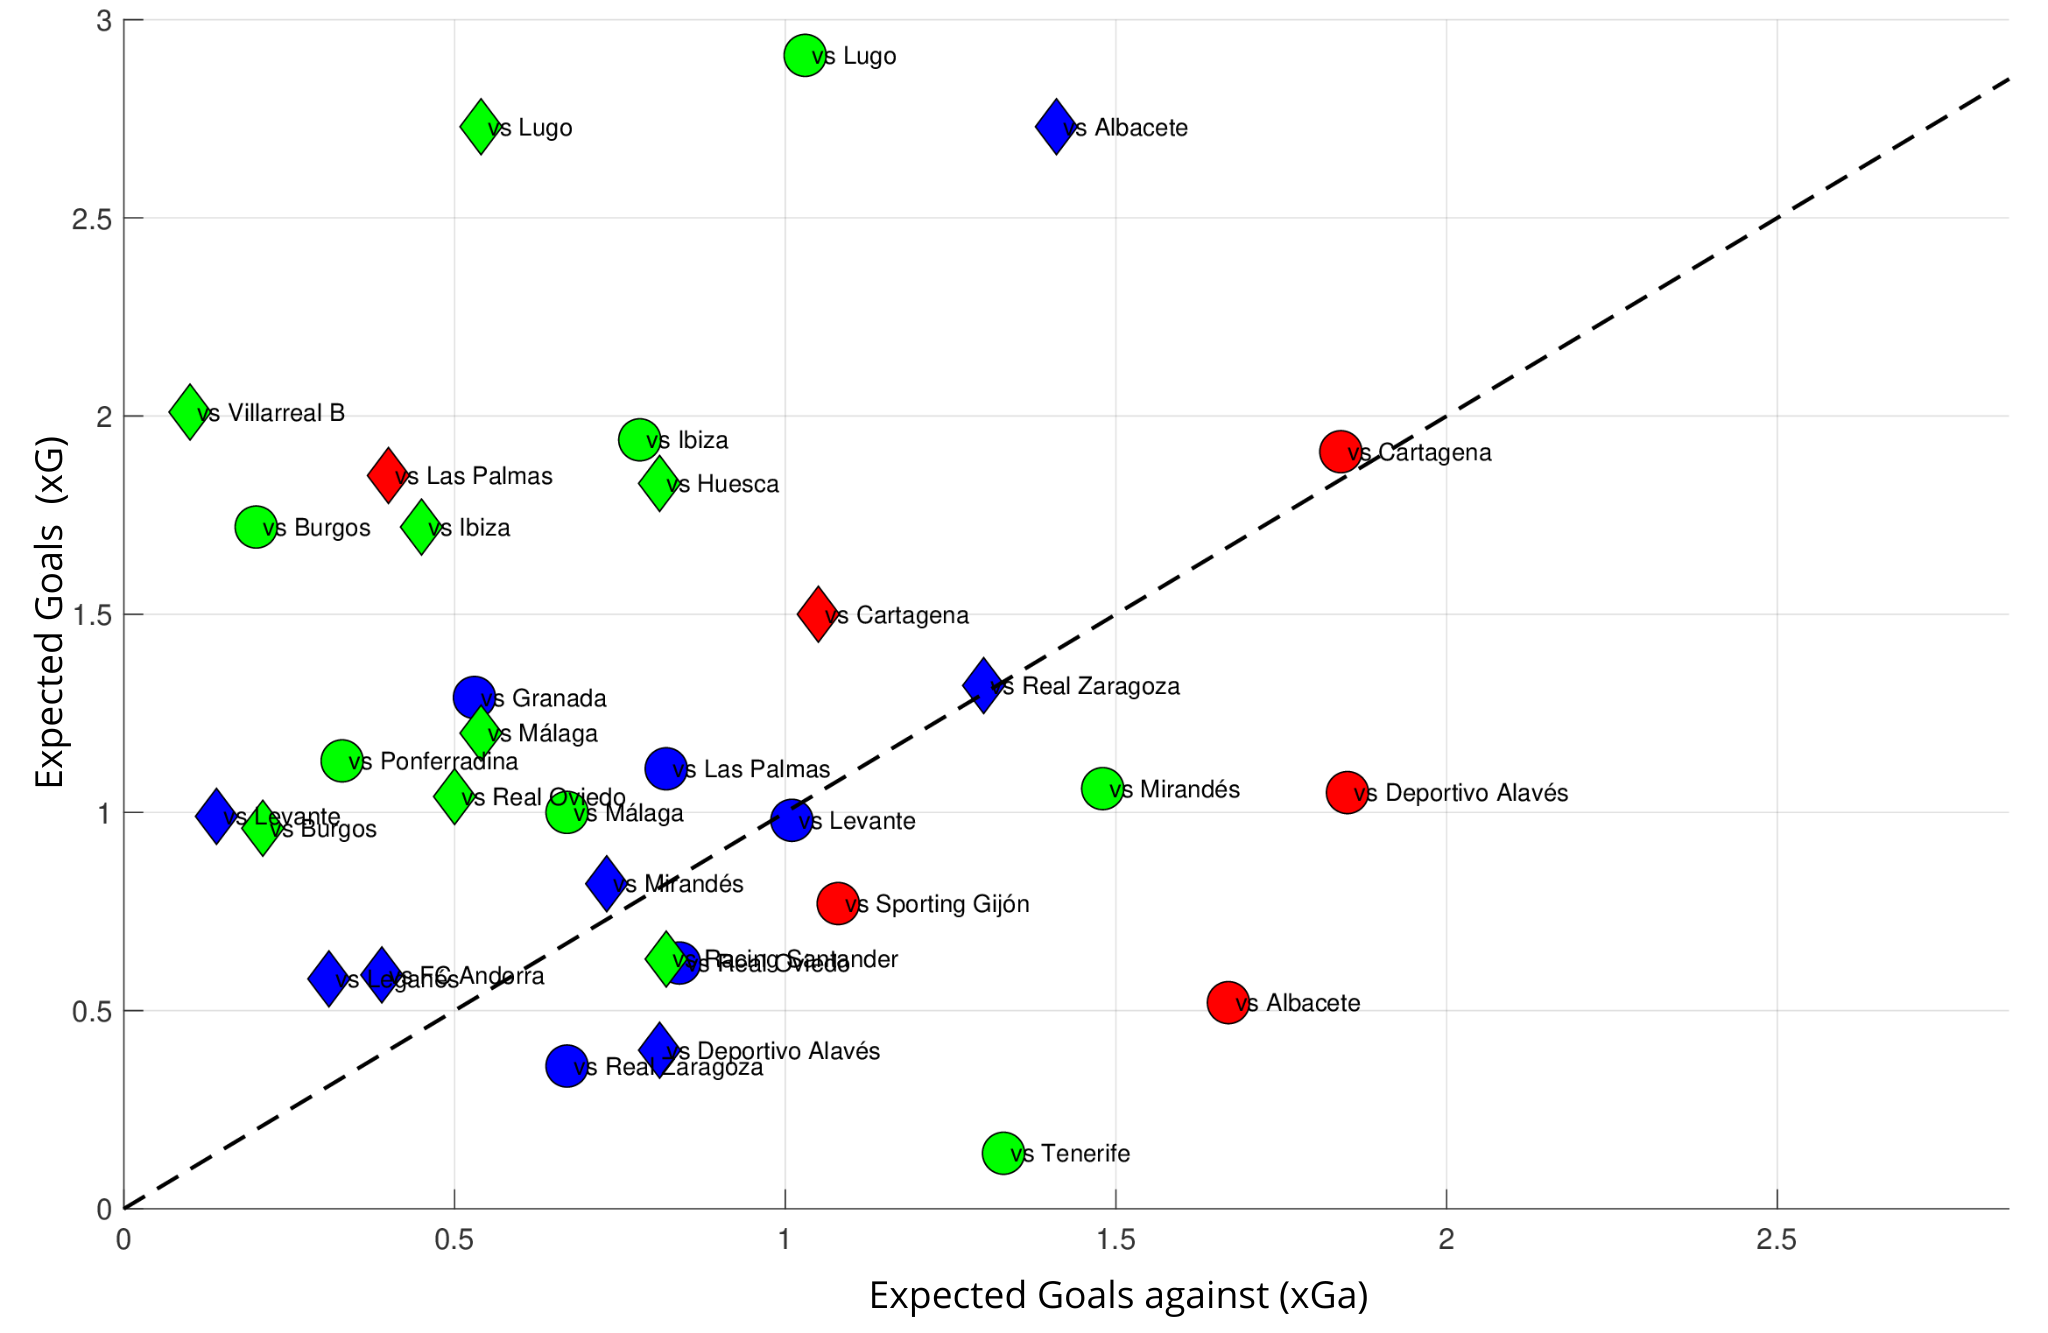 3
vs Lugo
vs Lugo
vs Albacete
2.5
vs Villarreal B
2
vs Ibiza
vs Cartagena
vs Las Palmas
vs Huesca
vs Burgos
vs Ibiza
Expected Goals (xG)
1.5
vs Cartagena
vs Real Zaragoza
vs Granada
vs Málaga
vs Ponferradina
vs Las Palmas
vs Mirandés
vs Deportivo Alavés
vs Real Oviedo
1
vs Málaga
vs Levante
vs Levante
vs Burgos
vs Mirandés
vs Sporting Gijón
vs Racing Santander
vs Real Oviedo
vs FC Andorra
vs Leganés
0.5
vs Albacete
vs Deportivo Alavés
vs Real Zaragoza
vs Tenerife
0
0 0.5 1 1.5 2 2.5
Expected Goals against (xGa)